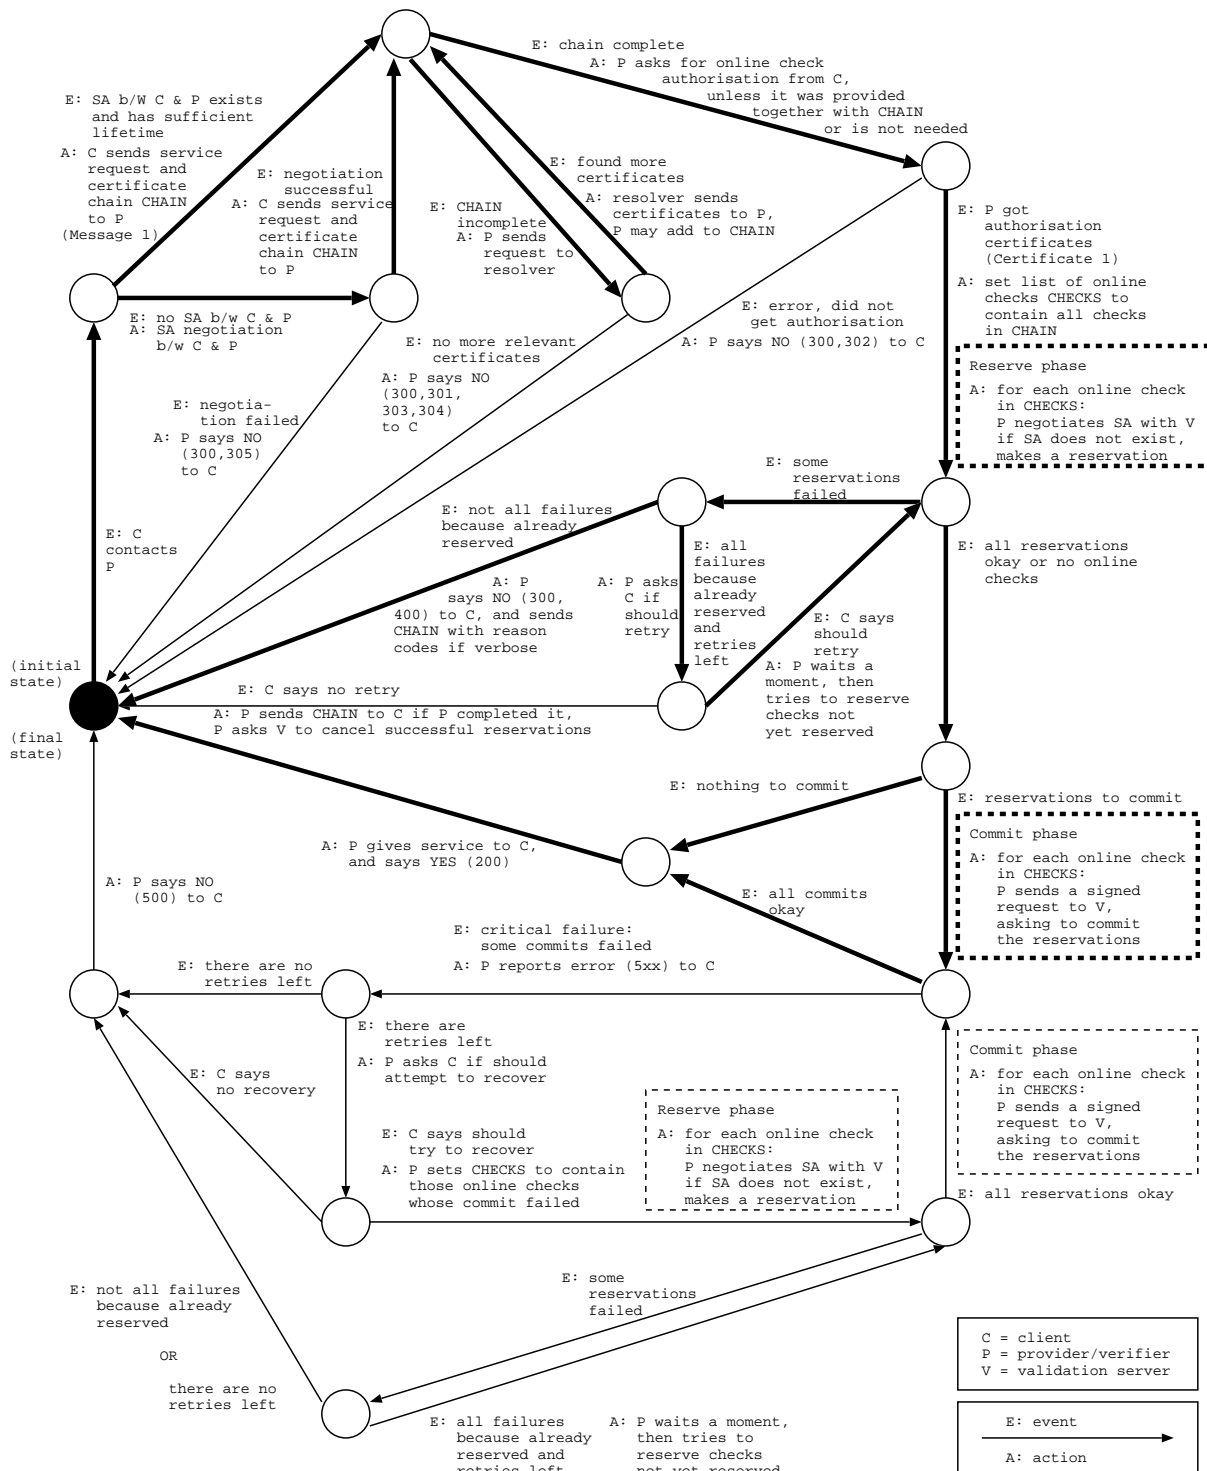 E: chain complete
A: P asks for online check
authorisation from C,
unless it was provided
together with CHAIN
or is not needed
E: SA b/W C & P exists
and has sufficient
lifetime
A: C sends service
request and
certificate
chain CHAIN
to P
(Message 1)
E: negotiation
successful
A: C sends service
request and
certificate
chain CHAIN
to P
E: CHAIN
incomplete
A: P sends
request to
resolver
E: found more
certificates
A: resolver sends
certificates to P,
P may add to CHAIN
E: P got
authorisation
certificates
(Certificate 1)
A: set list of online
checks CHECKS to
contain all checks
in CHAIN
E: no SA b/w C & P
A: SA negotiation
b/w C & P
E: error, did not
get authorisation
A: P says NO (300,302) to C
E: no more relevant
certificates
A: P says NO
(300,301,
303,304)
to C
E: negotia-
tion failed
A: P says NO
(300,305)
to C
Reserve phase
A: for each online check
in CHECKS:
P negotiates SA with V
if SA does not exist,
makes a reservation
E: some
reservations
failed
E: not all failures
because already
reserved
E: C
contacts
P
E: all
failures
because
already
reserved
and
retries
left
A: P asks
C if
should
retry
E: all reservations
okay or no online
checks
A: P
says NO (300,
400) to C, and sends
CHAIN with reason
codes if verbose
E: C says
should
retry
A: P waits a
moment, then
tries to reserve
checks not
yet reserved
(initial
state)
E: C says no retry
A: P sends CHAIN to C if P completed it,
P asks V to cancel successful reservations
(final
state)
E: nothing to commit
E: reservations to commit
Commit phase
A: for each online check
in CHECKS:
P sends a signed
request to V,
asking to commit
the reservations
A: P gives service to C,
and says YES (200)
A: P says NO
(500) to C
E: all commits
okay
E: critical failure:
some commits failed
A: P reports error (5xx) to C
E: there are no
retries left
E: there are
retries left
A: P asks C if should
attempt to recover
Commit phase
A: for each online check
in CHECKS:
P sends a signed
request to V,
asking to commit
the reservations
E: C says
no recovery
Reserve phase
A: for each online check
in CHECKS:
P negotiates SA with V
if SA does not exist,
makes a reservation
E: C says should
try to recover
A: P sets CHECKS to contain
those online checks
whose commit failed
E: all reservations okay
E: not all failures
because already
reserved
OR
there are no
retries left
E: some
reservations
failed
C = client
P = provider/verifier
V = validation server
E: all failures
because already
reserved and
retries left
A: P waits a moment,
then tries to
reserve checks
not yet reserved
E: event
A: action